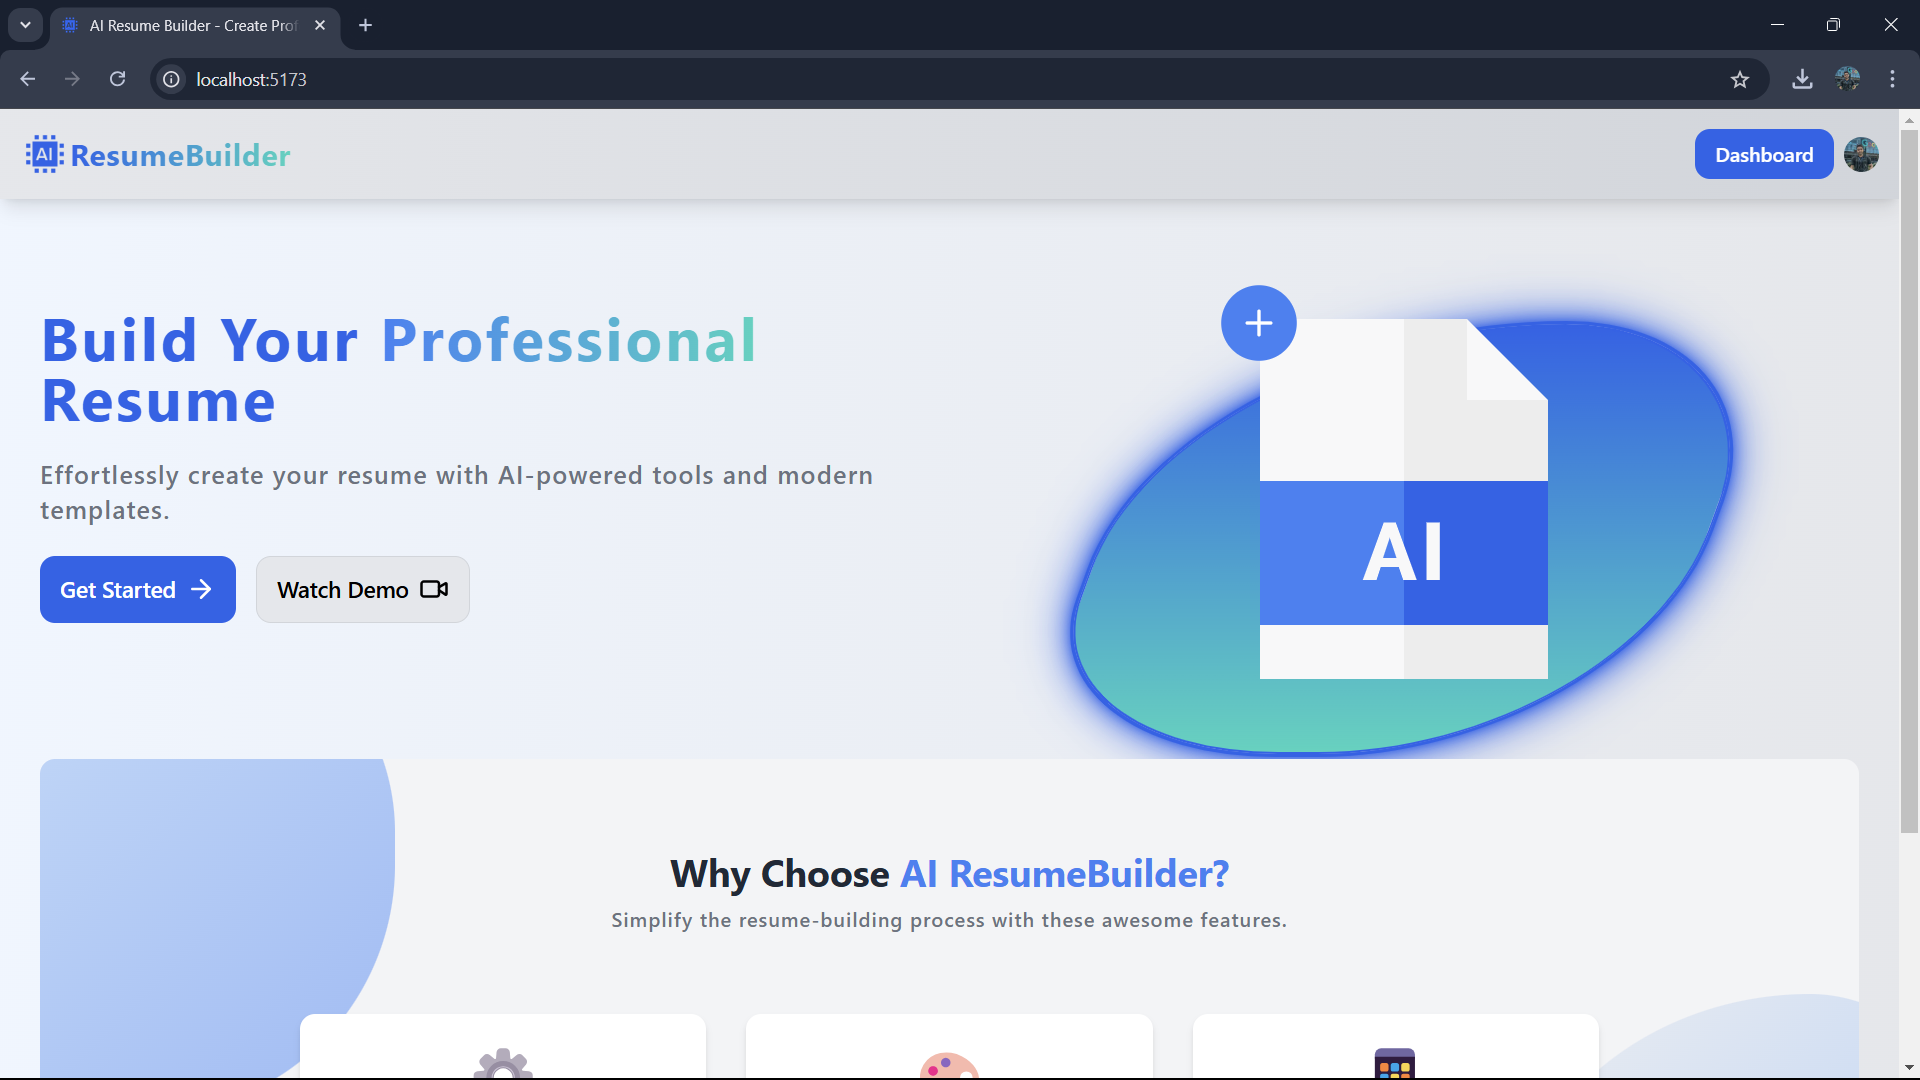 AI Resume Builder - Create Prof
localhost:5173
AI ResumeBuilder
Dashboard
Build Your Professional
Resume
Effortlessly create your resume with AI-powered tools and modern
templates.
Get Started
Watch Demo
AI
Why Choose AI ResumeBuilder?
Simplify the resume-building process with these awesome features.